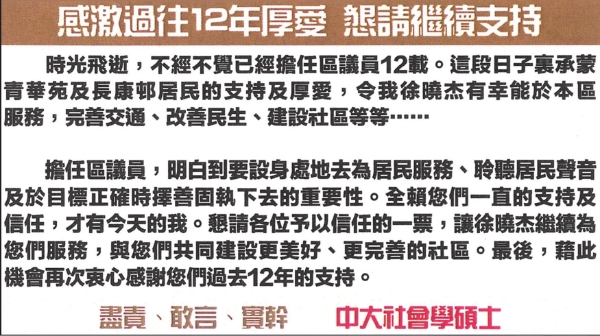 感激過往12年厚愛 懇請繼續支持
時光飛逝，不經不覺已經擔任區議員12載。這段日子裏承蒙
青華苑及長康邨居民的支持及厚愛，令我徐曉杰有幸能於本區
服務，完善交通、改善民生、建設社區等等……
擔任區議員，明白到要設身處地去為居民服務、聆聽居民聲音
及於目標正確時擇善固執下去的重要性。全賴您們一直的支持及
信任，才有今天的我。懇請各位予以信任的一票，讓徐曉杰繼續為
您們服務，與您們共同建設更美好、更完善的社區。最後，藉此
機會再次衷心感謝您們過去12年的支持。
盡責、敢言、實幹 中大社會學碩士